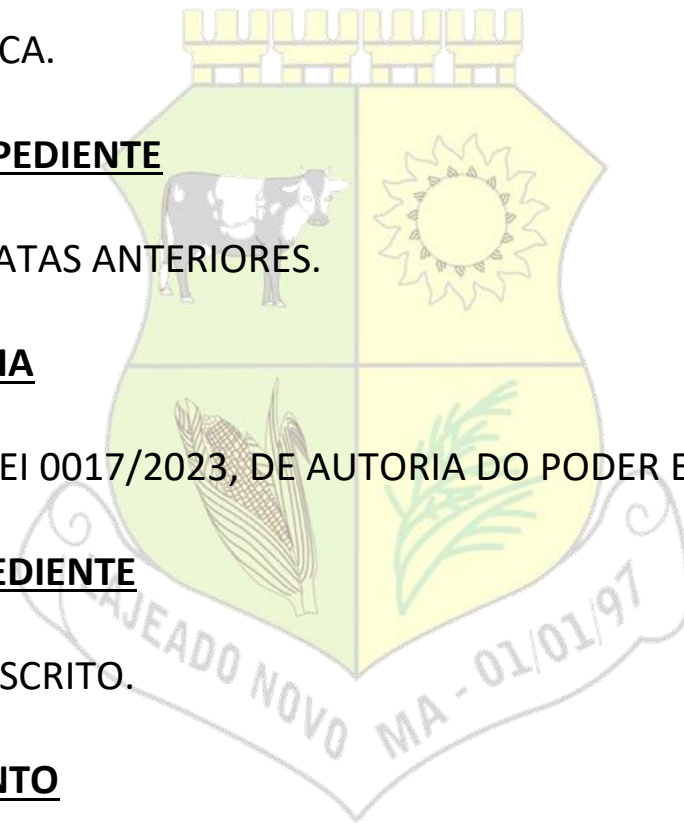 CA.
PEDIENTE
ATAS ANTERIORES.
IA
EI 0017/2023, DE AUTORIA DO PODER E
EDIENTE
SCRITO.
NTO
LAJEADO NOVO MA - 01/01/97